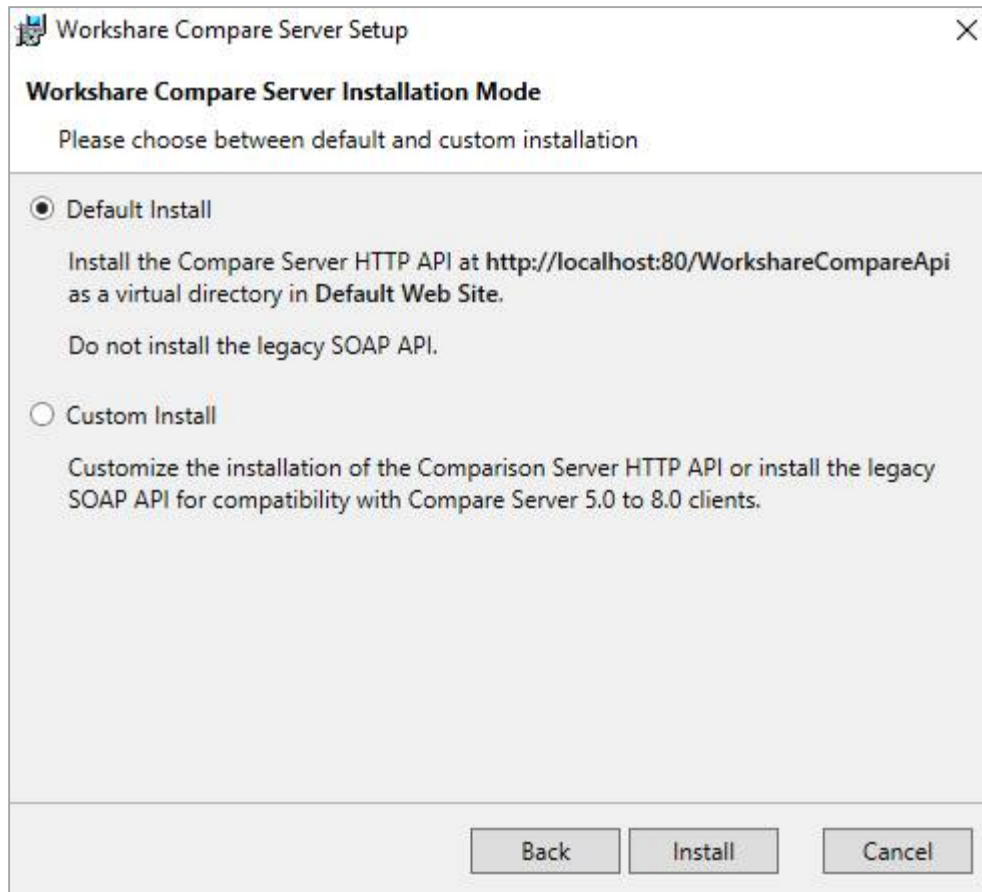 Workshare Compare Server Setup
Workshare Compare Server Installation Mode
Please choose between default and custom installation
Default Install
Install the Compare Server HTTP API at http://localhost:80/WorkshareCompareApi
as a virtual directory in Default Web Site.
Do not install the legacy SOAP API.
Custom Install
Customize the installation of the Comparison Server HTTP API or install the legacy
SOAP API for compatibility with Compare Server 5.0 to 8.0 clients.
Back Install Cancel